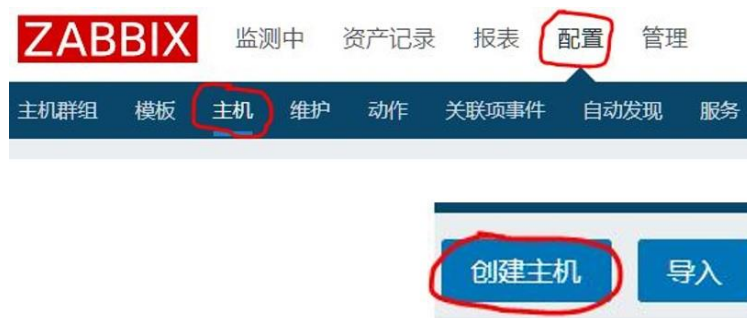 ZABBIX 监测中 资产记录 报表 配置 管理
主机群组 模板 主机 维护 动作 关联项事件 自动发现 服务
创建主机 导入